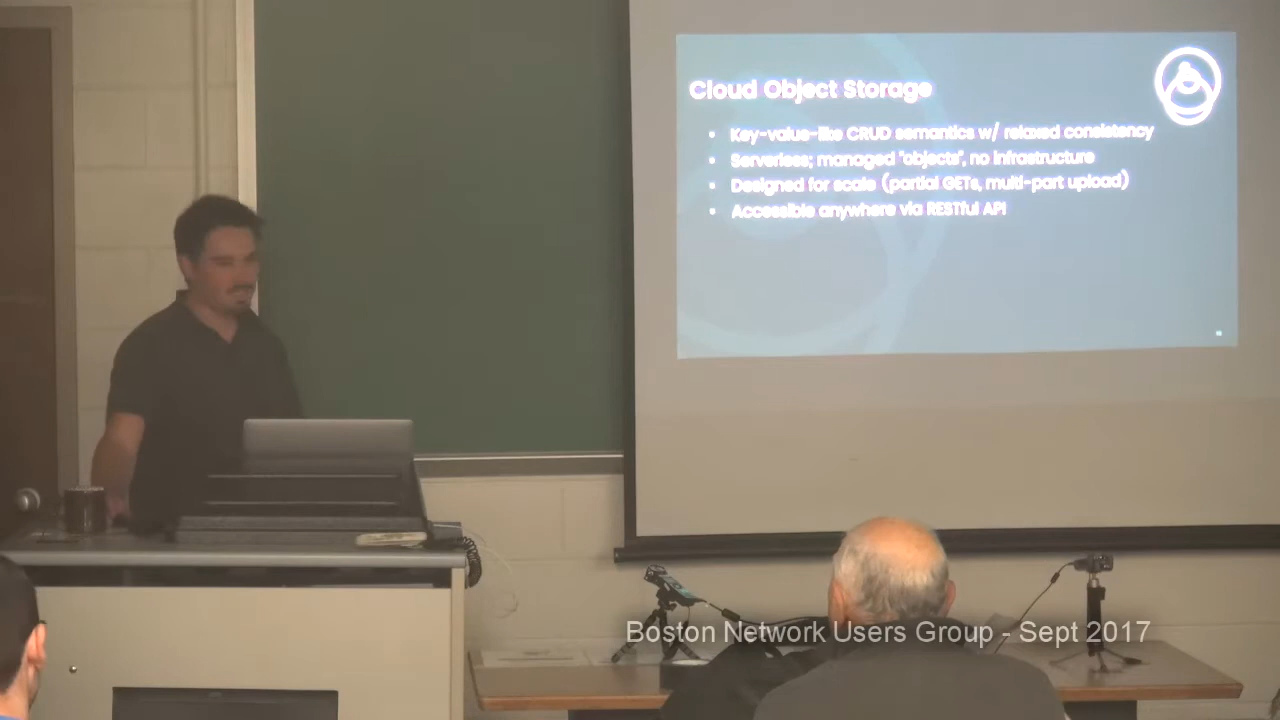 Cloud Object Storage
• Key-value-like CRUD semantics w/ relaxed consistency
• Serverless; managed "objects", no infrastructure
• Designed for scale (partial GETs, multi-part upload)
• Accessible anywhere via RESTful API
Boston Network Users Group - Sept 2017